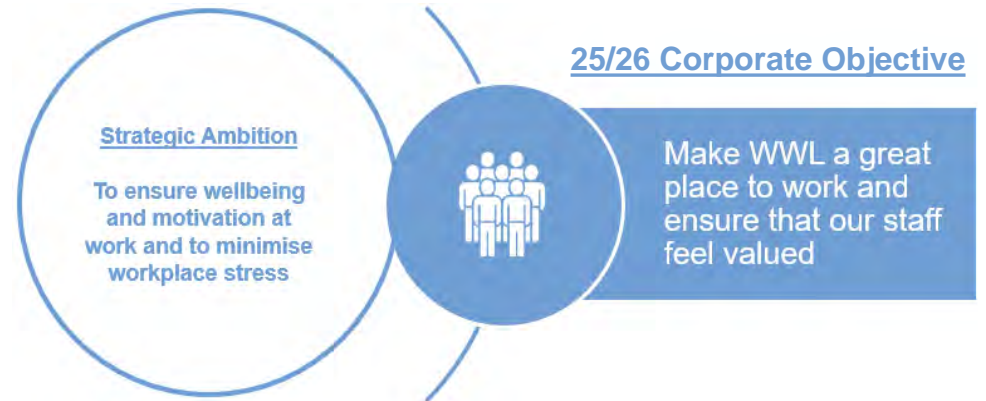 Strategic Ambition
To ensure wellbeing
and motivation at
work and to minimise
workplace stress
25/26 Corporate Objective
Make WWL a great
place to work and
ensure that our staff
feel valued